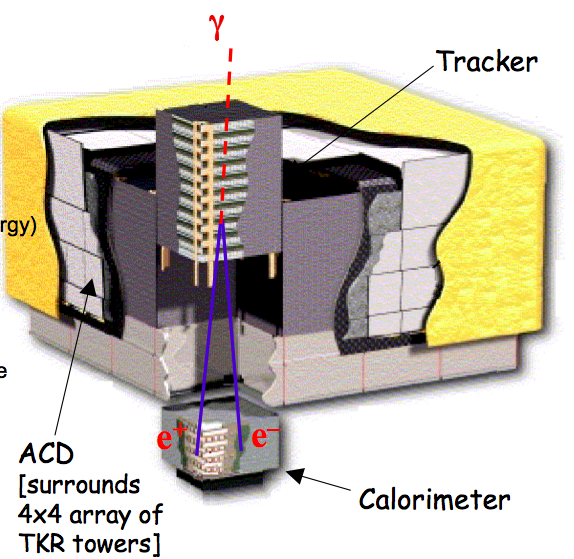 γ
Tracker
rgy)
e
e⁺
e⁻
ACD
[surrounds
4x4 array of
TKR towers]
Calorimeter